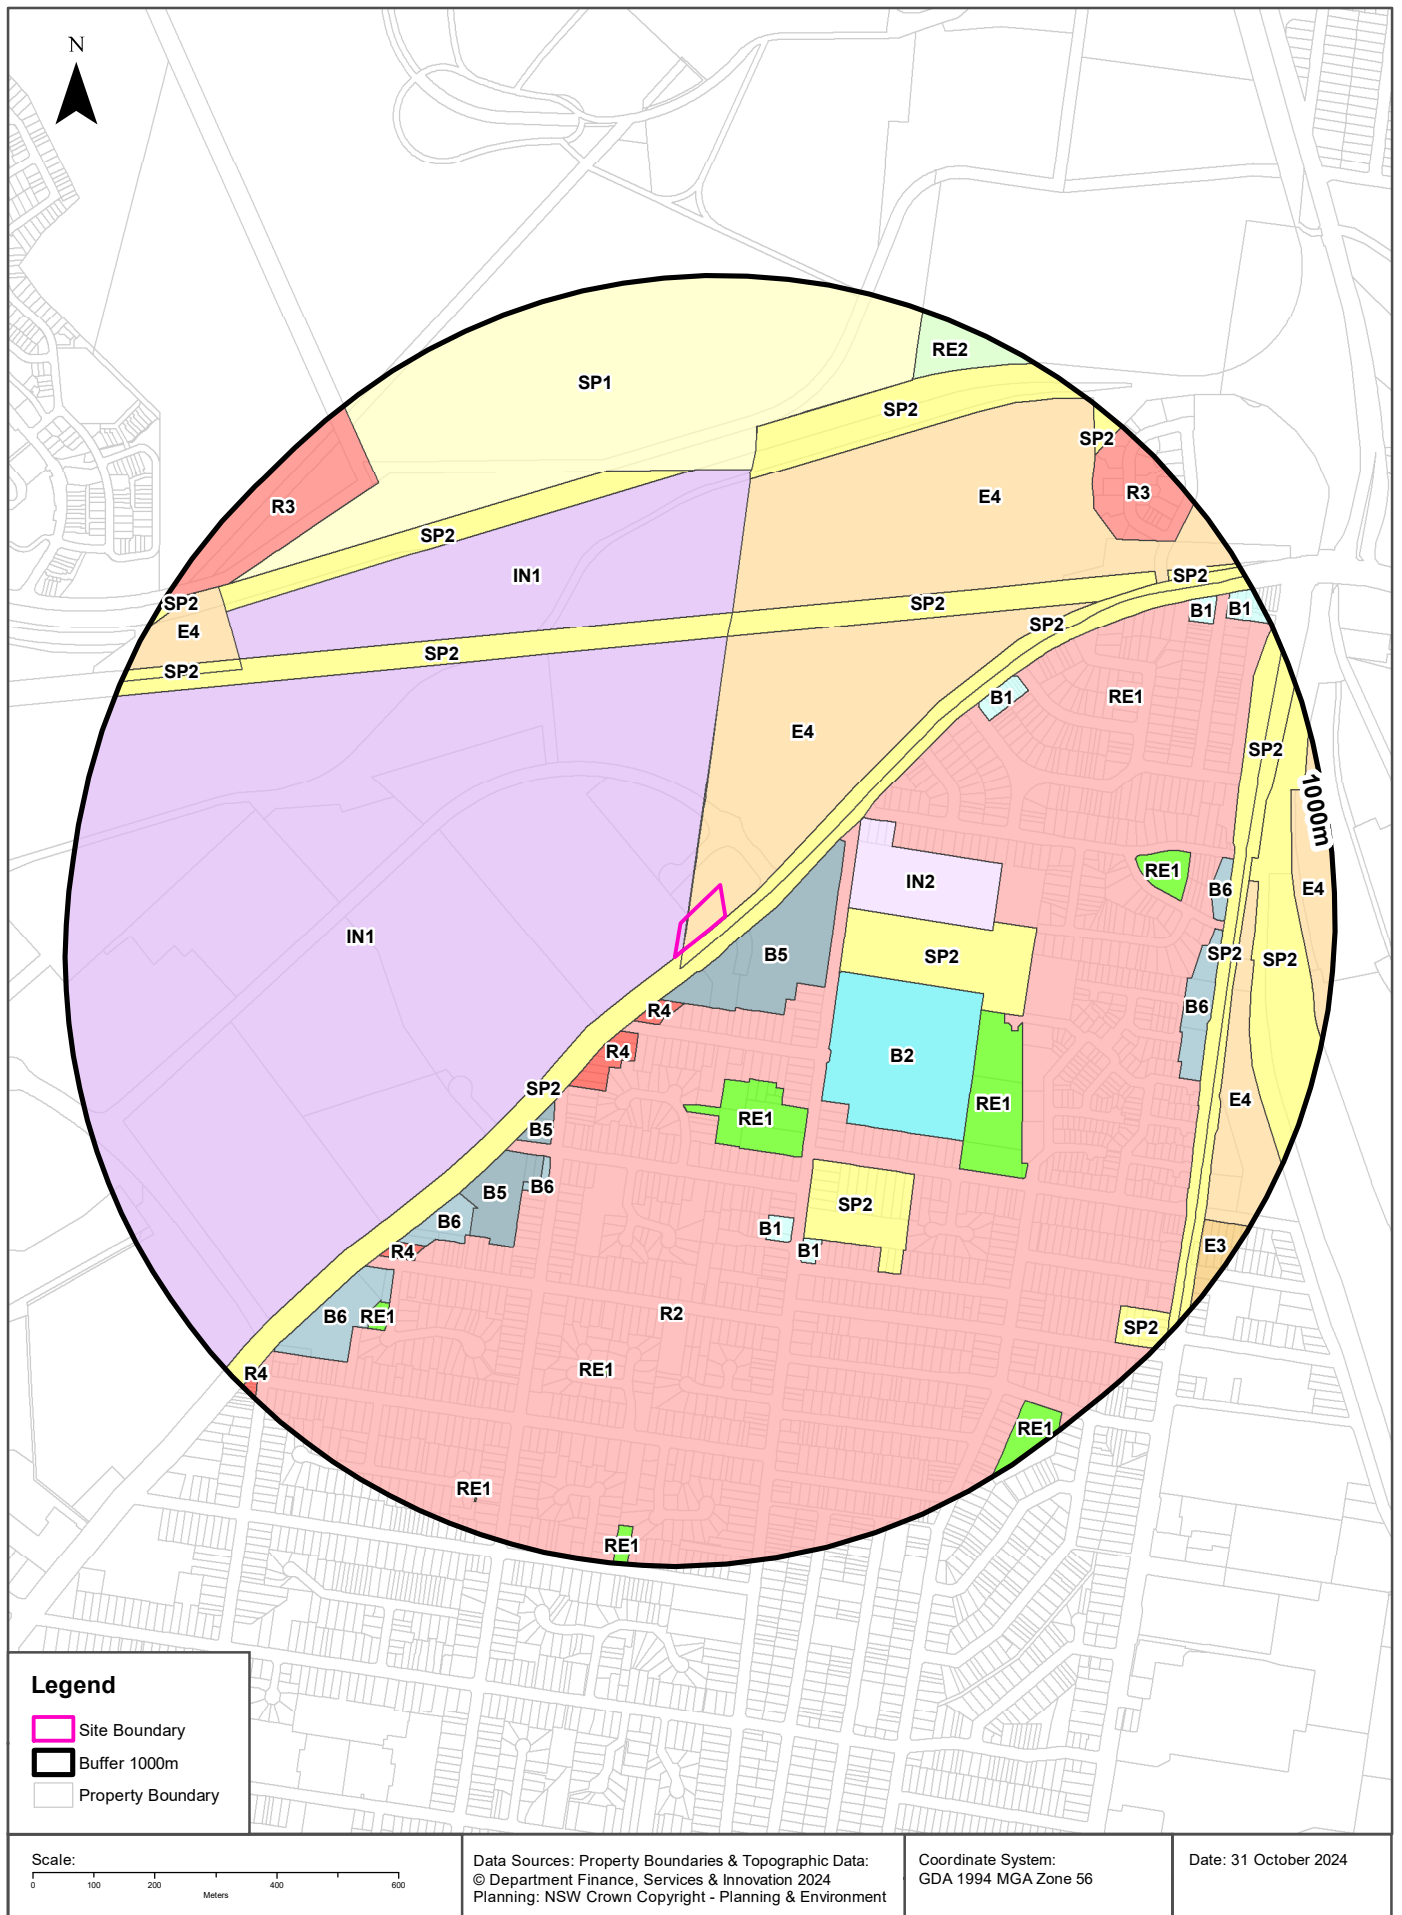 N
RE2
SP1
SP2
SP2
R3
E4
R3
SP2
IN1
SP2
SP2
SP2
B1
B1
SP2
E4
SP2
SP2
B1
RE1
E4
SP2
1000m
RE1
IN2
B6
E4
IN1
B5
SP2
SP2
SP2
B6
R4
R4
B2
SP2
RE1
RE1
E4
B5
B6
B5
SP2
B6
B1
B1
R4
E3
B6
RE1
R2
SP2
RE1
R4
RE1
RE1
RE1
Legend
Site Boundary
Buffer 1000m
Property Boundary
Scale:
0 100 200 400 600
Meters
Data Sources: Property Boundaries & Topographic Data:
© Department Finance, Services & Innovation 2024
Planning: NSW Crown Copyright - Planning & Environment
Coordinate System:
GDA 1994 MGA Zone 56
Date: 31 October 2024